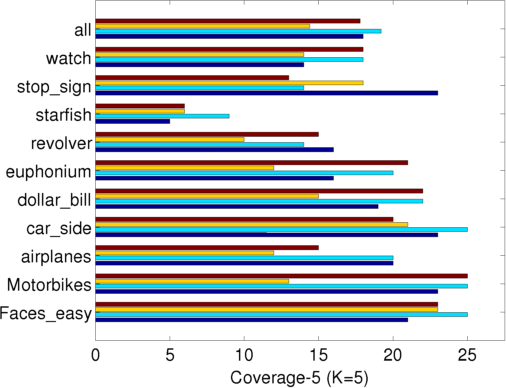 all
watch
stop_sign
starfish
revolver
euphonium
dollar_bill
car_side
airplanes
Motorbikes
Faces_easy
0 5 10 15 20 25
Coverage-5 (K=5)